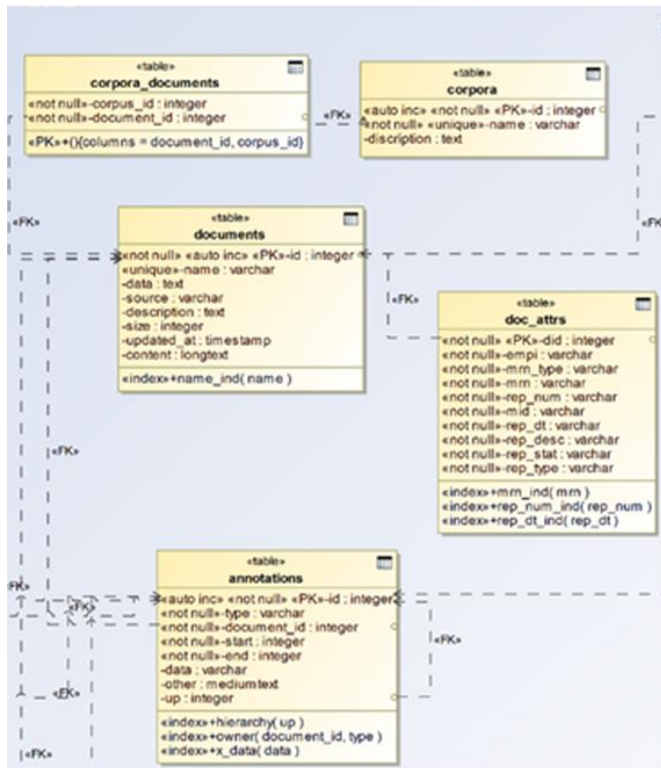 «table»
corpora_documents
«not null»-corpus_id : integer
«not null»-document_id : integer
«PK»+(){columns = document_id, corpus_id}
«table»
corpora
«auto inc» «not null» «PK»-id : integer
«not null» «unique»-name : varchar
-discription : text
«FK»
«FK»
«FK
«table»
documents
«not null» «auto inc» «PK»-id : integer
«unique»-name : varchar
-data : text
-source : varchar
-description : text
-size : integer
-updated_at : timestamp
-content : longtext
«index»+name_ind( name )
«FK»
«table»
doc_attrs
«not null» «PK»-did : integer
«not null»-empi : varchar
«not null»-mrn_type : varchar
«not null»-mrn : varchar
«not null»-rep_num : varchar
«not null»-mid : varchar
«not null»-rep_dt : varchar
«not null»-rep_desc : varchar
«not null»-rep_stat : varchar
«not null»-rep_type : varchar
«index»+mrn_ind( mrn )
«index»+rep_num_ind( rep_num )
«index»+rep_dt_ind( rep_dt )
«FK»
«table»
annotations
«auto inc» «not null» «PK»-id : integer
«not null»-type : varchar
«not null»-document_id : integer
«not null»-start : integer
«not null»-end : integer
-data : varchar
-other : mediumtext
-up : integer
«index»+hierarchy( up )
«index»+owner( document_id, type )
«index»+x_data( data )
FK»
«FK»
«FK»
«FK»
«FK»